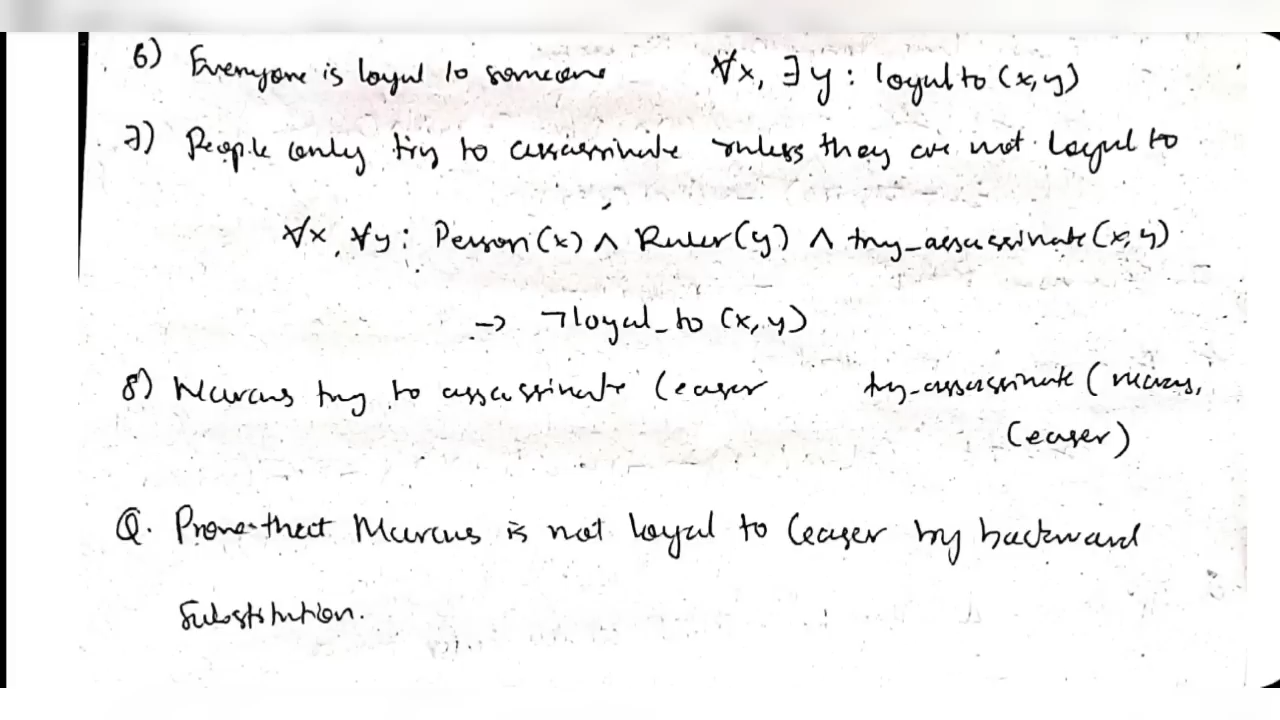 6) Everyone is loyal to someone ∀x, ∃y : loyalto (x,y)
7) People only try to assassinate rulers they are not loyal to
∀x, ∀y : Person(x) ∧ Ruler(y) ∧ try_assassinate(x,y)
→ ¬loyal_to (x,y)
8) Marcus try to assassinate Ceaser try_assassinate (marcus,
Ceaser)
Q. Prove that Marcus is not loyal to Ceaser by backward
Substitution.